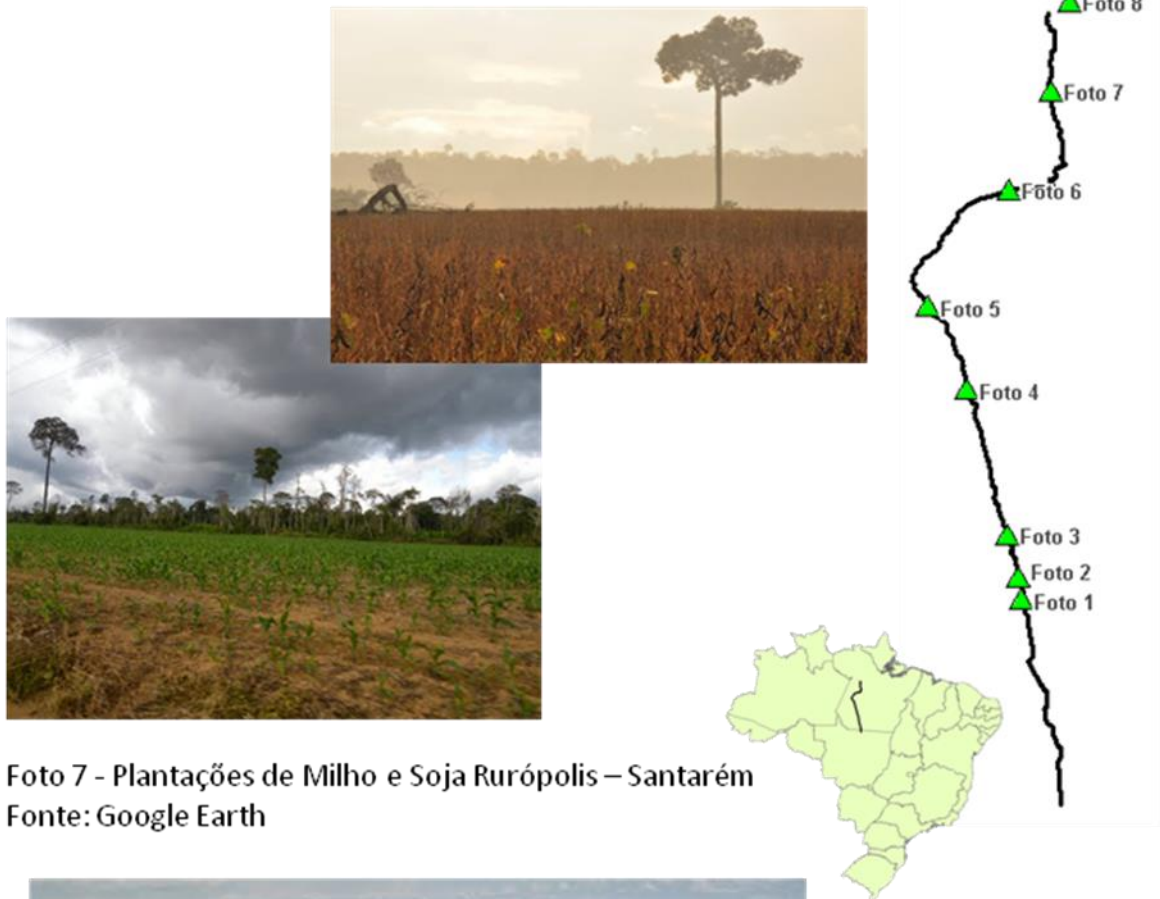 Foto 8
Foto 7
Foto 6
Foto 5
Foto 4
Foto 3
Foto 2
Foto 1
Foto 7 - Plantações de Milho e Soja Rurópolis – Santarém
Fonte: Google Earth